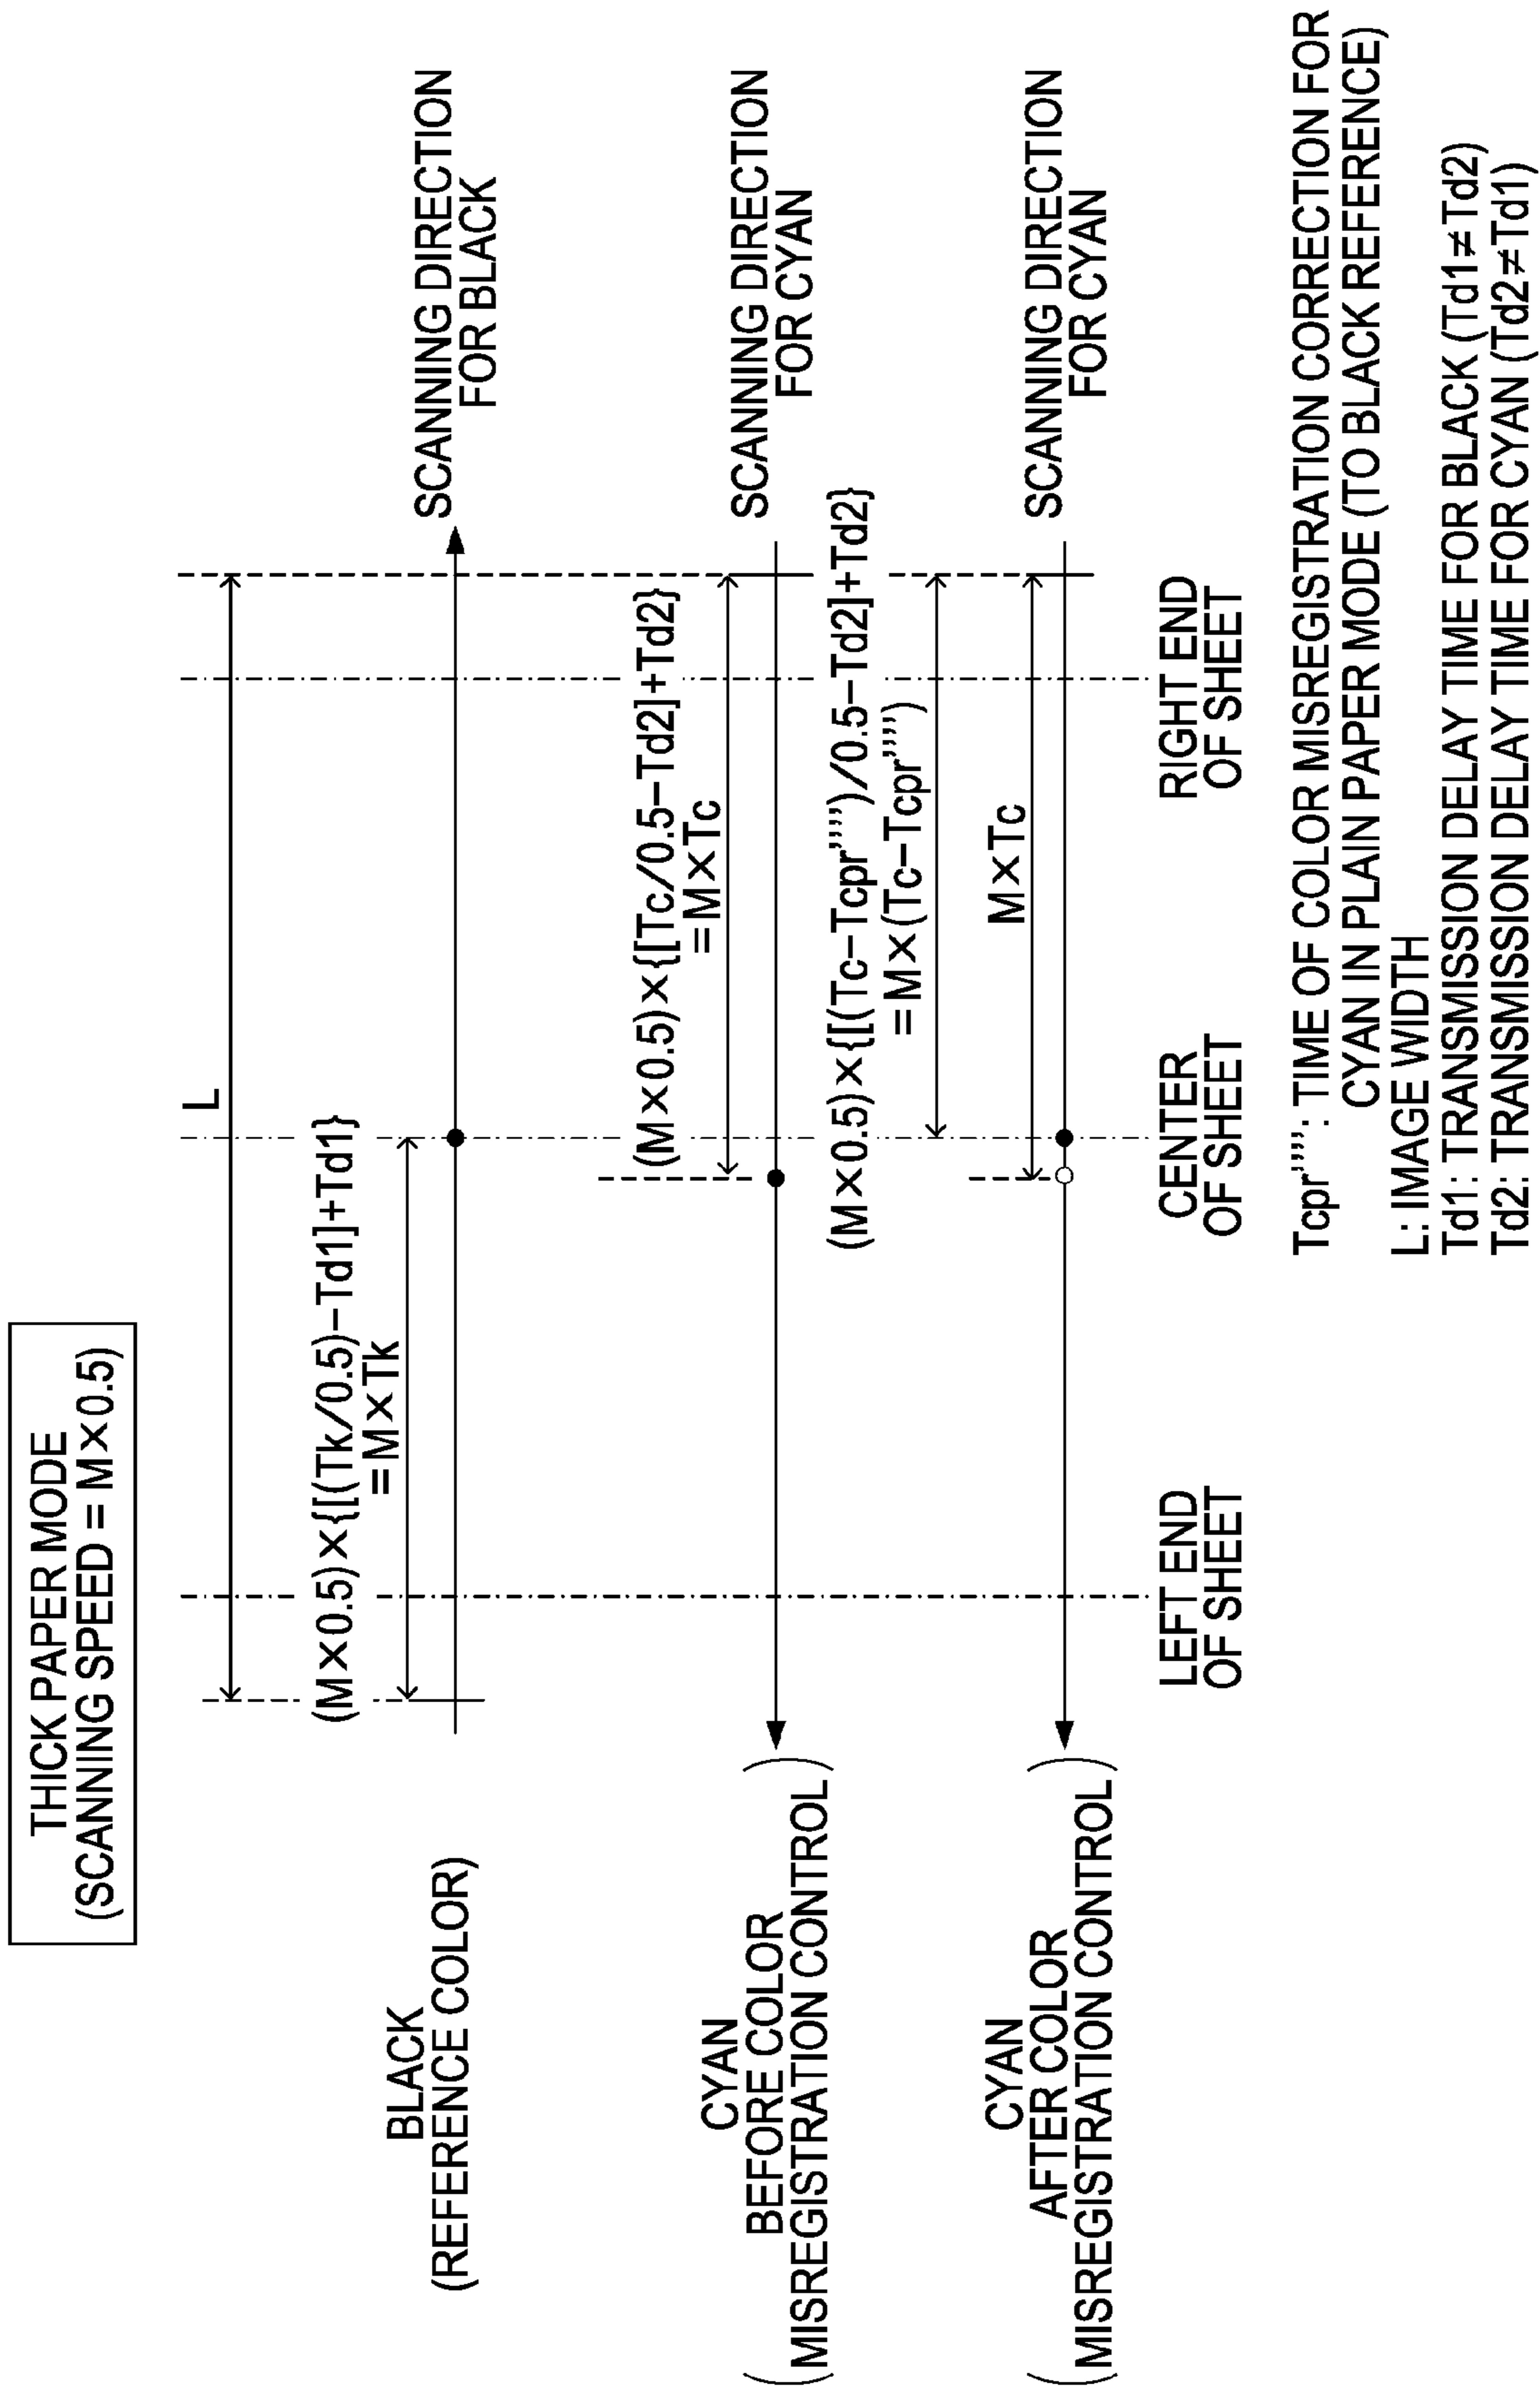 THICK PAPER MODE
(SCANNING SPEED = M×0.5)
L
(M×0.5)×{[(Tk/0.5)−Td1]+Td1}
=M×Tk
BLACK
(REFERENCE COLOR)
SCANNING DIRECTION
FOR BLACK
(M×0.5)×{[Tc/0.5−Td2]+Td2}
=M×Tc
CYAN
(BEFORE COLOR
MISREGISTRATION CONTROL)
SCANNING DIRECTION
FOR CYAN
(M×0.5)×{[(Tc−Tcpr'''')/0.5−Td2]+Td2}
=M×(Tc−Tcpr'''')
M×Tc
CYAN
(AFTER COLOR
MISREGISTRATION CONTROL)
SCANNING DIRECTION
FOR CYAN
LEFT END
OF SHEET
CENTER
OF SHEET
RIGHT END
OF SHEET
Tcpr'''': TIME OF COLOR MISREGISTRATION CORRECTION FOR
CYAN IN PLAIN PAPER MODE (TO BLACK REFERENCE)
L: IMAGE WIDTH
Td1: TRANSMISSION DELAY TIME FOR BLACK (Td1≠Td2)
Td2: TRANSMISSION DELAY TIME FOR CYAN (Td2≠Td1)